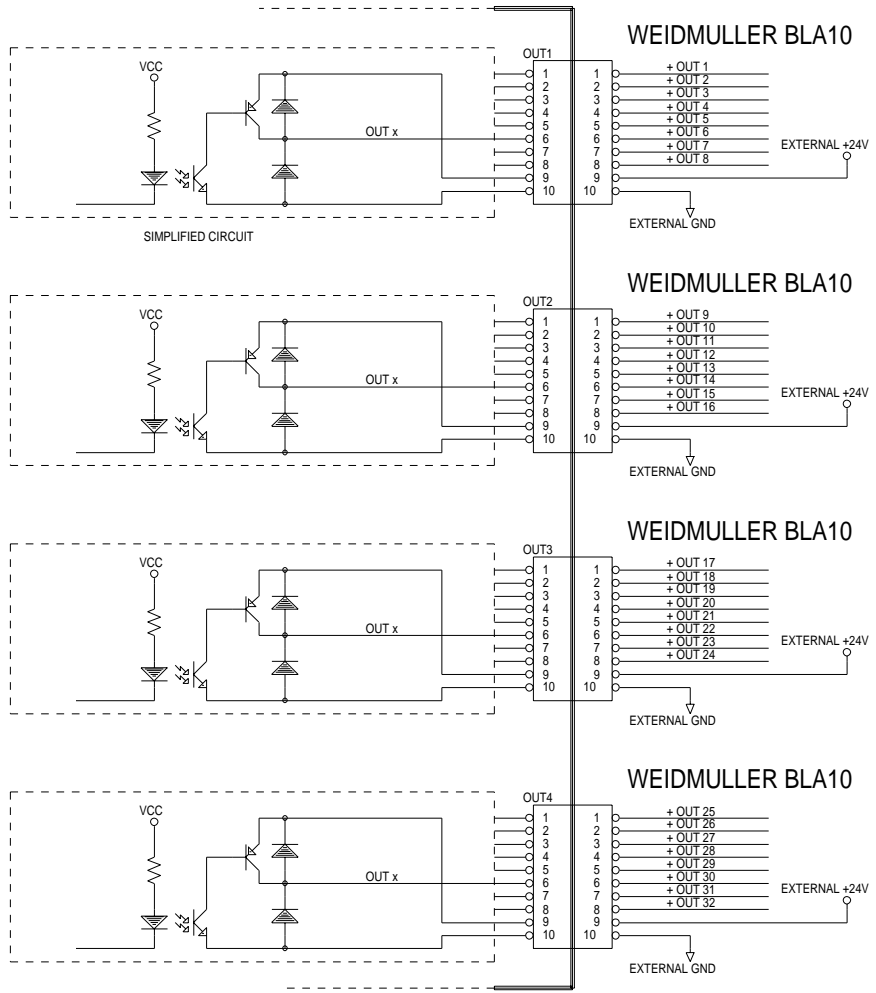 WEIDMULLER BLA10
OUT1
VCC
1 1 + OUT 1
2 2 + OUT 2
3 3 + OUT 3
4 4 + OUT 4
5 5 + OUT 5
OUT x 6 6 + OUT 6
7 7 + OUT 7 EXTERNAL +24V
8 8 + OUT 8
9 9
10 10
EXTERNAL GND
SIMPLIFIED CIRCUIT
WEIDMULLER BLA10
OUT2
VCC
1 1 + OUT 9
2 2 + OUT 10
3 3 + OUT 11
4 4 + OUT 12
5 5 + OUT 13
OUT x 6 6 + OUT 14
7 7 + OUT 15 EXTERNAL +24V
8 8 + OUT 16
9 9
10 10
EXTERNAL GND
WEIDMULLER BLA10
OUT3
VCC
1 1 + OUT 17
2 2 + OUT 18
3 3 + OUT 19
4 4 + OUT 20
5 5 + OUT 21
OUT x 6 6 + OUT 22
7 7 + OUT 23 EXTERNAL +24V
8 8 + OUT 24
9 9
10 10
EXTERNAL GND
WEIDMULLER BLA10
OUT4
VCC
1 1 + OUT 25
2 2 + OUT 26
3 3 + OUT 27
4 4 + OUT 28
5 5 + OUT 29
OUT x 6 6 + OUT 30
7 7 + OUT 31 EXTERNAL +24V
8 8 + OUT 32
9 9
10 10
EXTERNAL GND